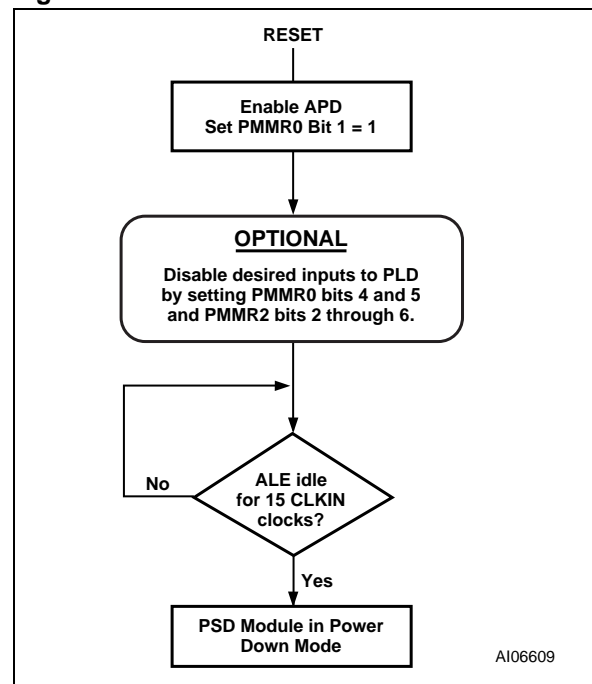 RESET
Enable APD
Set PMMR0 Bit 1 = 1
OPTIONAL
Disable desired inputs to PLD
by setting PMMR0 bits 4 and 5
and PMMR2 bits 2 through 6.
No
ALE idle
for 15 CLKIN
clocks?
Yes
PSD Module in Power
Down Mode
AI06609